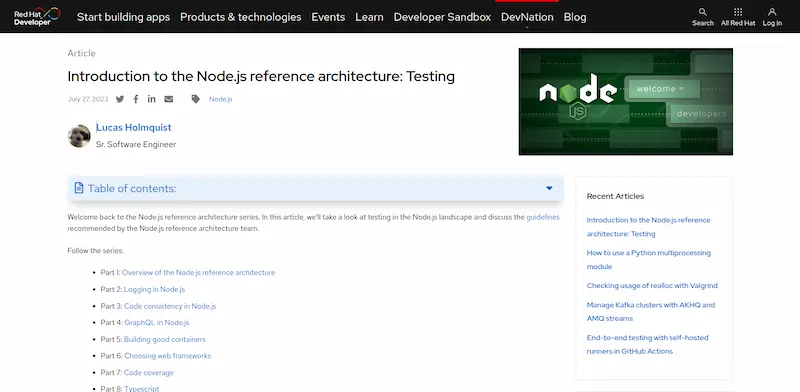 Red Hat
Developer
Start building apps
Products & technologies
Events
Learn
Developer Sandbox
DevNation
Blog
Search
All Red Hat
Log in
Article
Introduction to the Node.js reference architecture: Testing
July 27, 2023
Node.js
Lucas Holmquist
Sr. Software Engineer
node
JS
welcome =
developers
Table of contents:
Welcome back to the Node.js reference architecture series. In this article, we'll take a look at testing in the Node.js landscape and discuss the guidelines
recommended by the Node.js reference architecture team.
Follow the series:
• Part 1: Overview of the Node.js reference architecture
• Part 2: Logging in Node.js
• Part 3: Code consistency in Node.js
• Part 4: GraphQL in Node.js
• Part 5: Building good containers
• Part 6: Choosing web frameworks
• Part 7: Code coverage
• Part 8: Typescript
Recent Articles
Introduction to the Node.js reference
architecture: Testing
How to use a Python multiprocessing
module
Checking usage of realloc with Valgrind
Manage Kafka clusters with AKHQ and
AMQ streams
End-to-end testing with self-hosted
runners in GitHub Actions